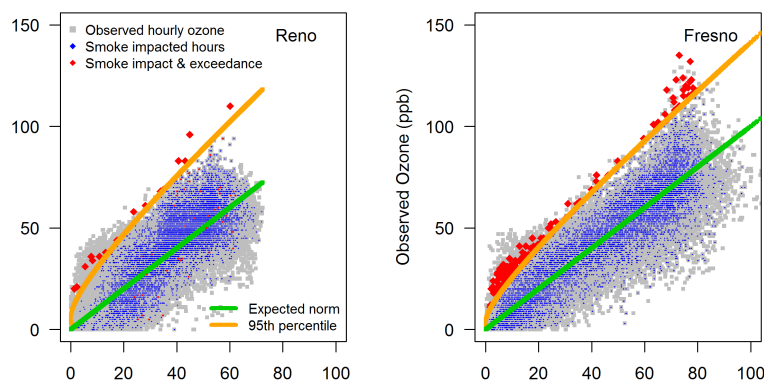 Reno
Observed hourly ozone
Smoke impacted hours
Smoke impact & exceedance
150
100
50
0
Expected norm
95th percentile
0 20 40 60 80 100
Fresno
Observed Ozone (ppb)
150
100
50
0
0 20 40 60 80 100